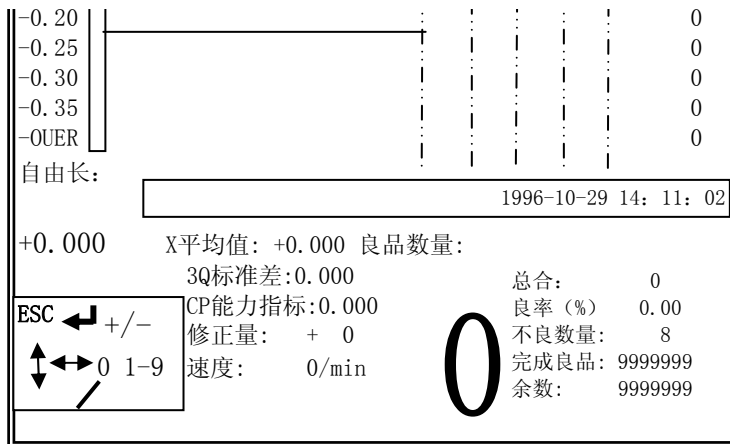 -0.20 0
-0.25 0
-0.30 0
-0.35 0
-OUER 0
自由长:
1996-10-29 14: 11: 02
+0.000 X平均值: +0.000 良品数量:
3Q标准差:0.000 总合: 0
CP能力指标:0.000 良率（%） 0.00
修正量: + 0 不良数量: 8
速度: 0/min 完成良品: 9999999
余数: 9999999
0
ESC +/-
0 1-9